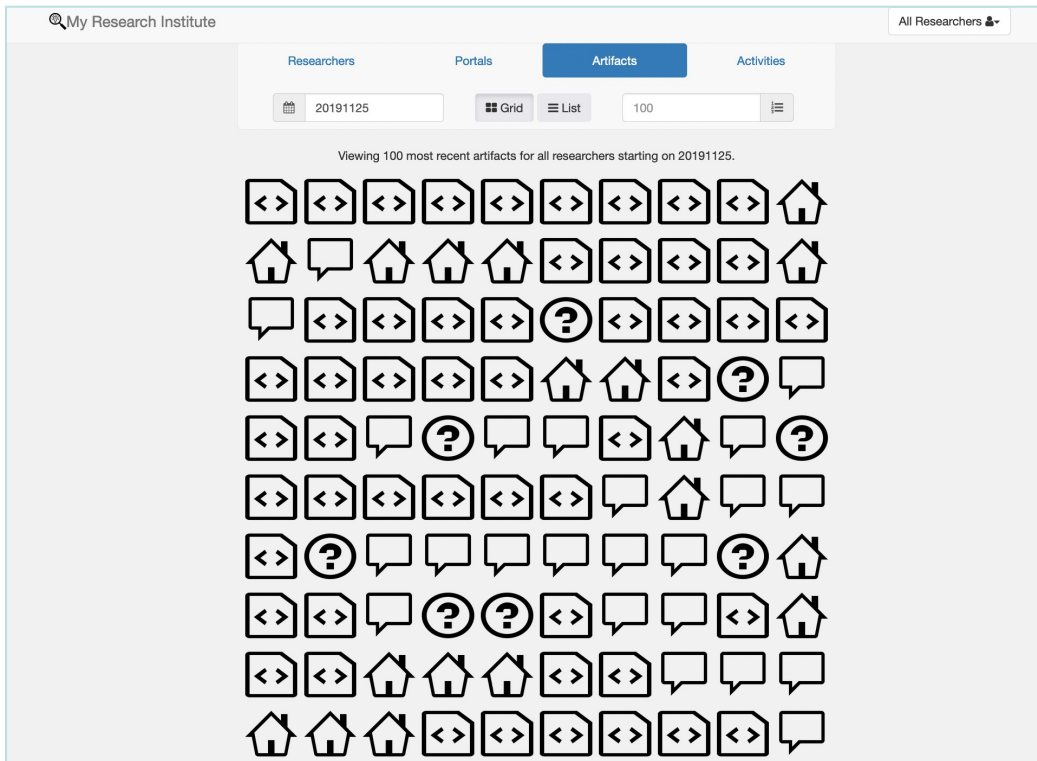 My Research Institute
All Researchers
Researchers Portals Artifacts Activities
20191125 Grid List 100
Viewing 100 most recent artifacts for all researchers starting on 20191125.